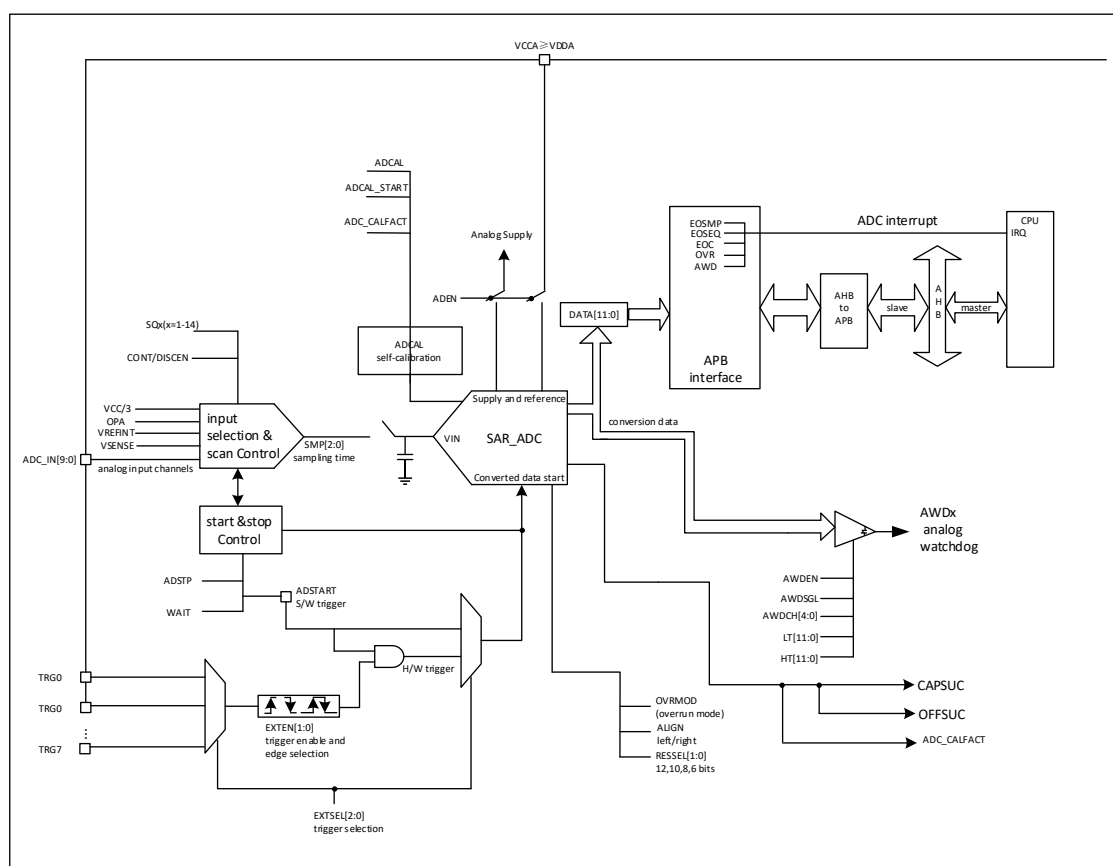 VCCA≥VDDA
ADCAL
ADCAL_START
ADC_CALFACT
Analog Supply
ADEN
ADCAL
self-calibration
SQx(x=1-14)
CONT/DISCEN
VCC/3
OPA
VREFINT
VSENSE
ADC_IN[9:0]
analog input channels
input
selection &
scan Control
SMP[2:0]
sampling time
VIN
Supply and reference
SAR_ADC
Converted data start
DATA[11:0]
conversion data
EOSMP
EOSEQ
EOC
OVR
AWD
APB
interface
ADC interrupt
AHB
to
APB
slave
A
H
B
master
CPU
IRQ
start &stop
Control
ADSTP
WAIT
ADSTART
S/W trigger
H/W trigger
TRG0
TRG0
⋮
TRG7
EXTEN[1:0]
trigger enable and
edge selection
EXTSEL[2:0]
trigger selection
AWDx
analog
watchdog
AWDEN
AWDSGL
AWDCH[4:0]
LT[11:0]
HT[11:0]
OVRMOD
(overrun mode)
ALIGN
left/right
RESSEL[1:0]
12,10,8,6 bits
CAPSUC
OFFSUC
ADC_CALFACT